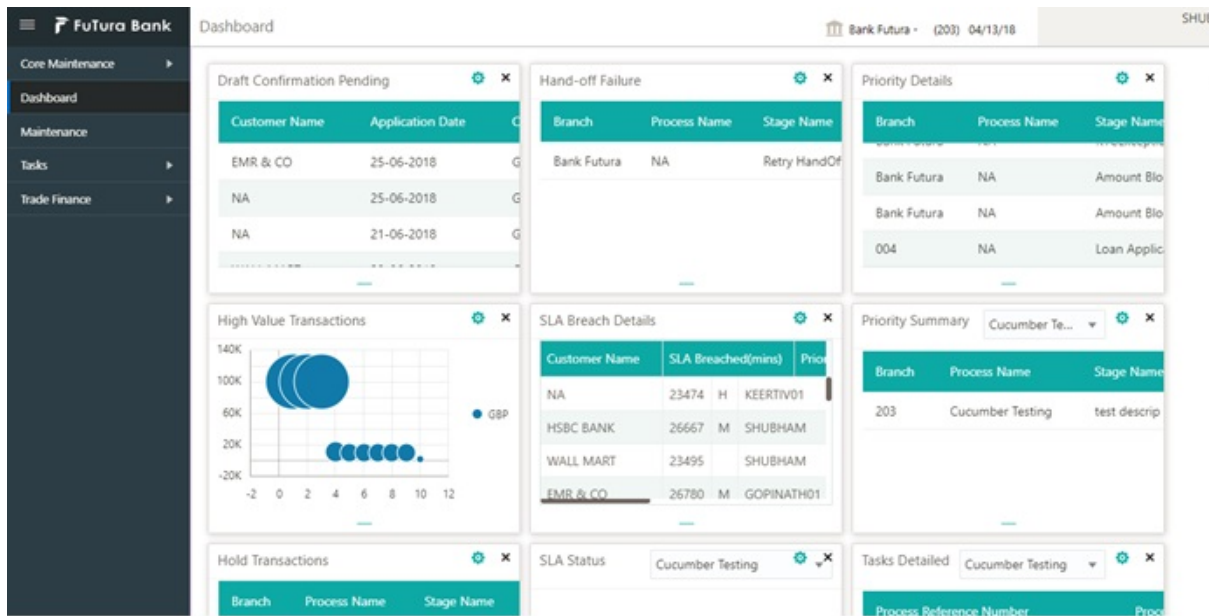 FuTura Bank
Dashboard
Bank Futura - (203) 04/13/18
SHUB
Core Maintenance
Dashboard
Maintenance
Tasks
Trade Finance
Draft Confirmation Pending
Customer Name Application Date
EMR & CO 25-06-2018 G
NA 25-06-2018 G
NA 21-06-2018 G
Hand-off Failure
Branch Process Name Stage Name
Bank Futura NA Retry HandOf
Priority Details
Branch Process Name Stage Name
Bank Futura NA Amount Blo
Bank Futura NA Amount Blo
004 NA Loan Applic
High Value Transactions
140K
100K
60K
20K
-20K
-2 0 2 4 6 8 10 12
GBP
SLA Breach Details
Customer Name SLA Breached(mins) Prior
NA 23474 H KEERTIV01
HSBC BANK 26667 M SHUBHAM
WALL MART 23495 SHUBHAM
EMR & CO 26780 M GOPINATH01
Priority Summary Cucumber Te...
Branch Process Name Stage Name
203 Cucumber Testing test descrip
Hold Transactions
Branch Process Name Stage Name
SLA Status Cucumber Testing
Tasks Detailed Cucumber Testing
Process Reference Number Proce